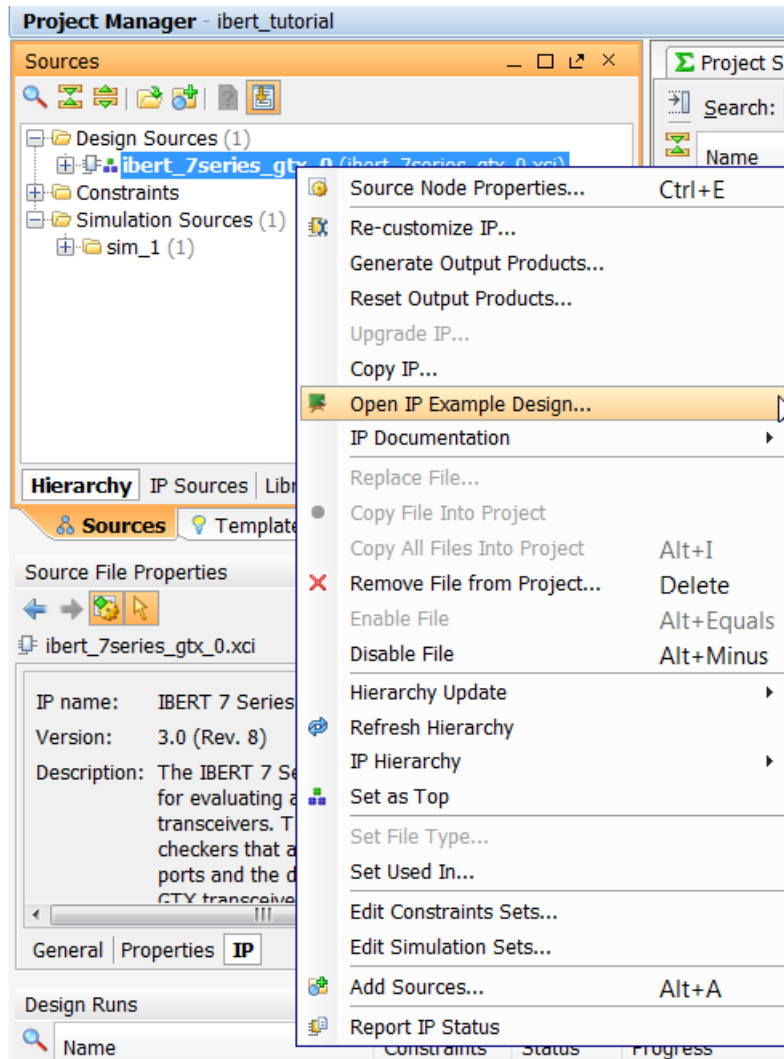 Project Manager - ibert_tutorial
Sources
Project S
Search:
Name
Design Sources (1)
ibert_7series_gtx_0 (ibert_7series_gtx_0.xci)
Constraints
Simulation Sources (1)
sim_1 (1)
Hierarchy IP Sources Libr
Sources Template
Source File Properties
ibert_7series_gtx_0.xci
IP name: IBERT 7 Series
Version: 3.0 (Rev. 8)
Description: The IBERT 7 Se
for evaluating a
transceivers. T
checkers that a
ports and the d
GTX transceive
General Properties IP
Design Runs
Name Constraints Status Progress
Source Node Properties... Ctrl+E
Re-customize IP...
Generate Output Products...
Reset Output Products...
Upgrade IP...
Copy IP...
Open IP Example Design...
IP Documentation
Replace File...
Copy File Into Project
Copy All Files Into Project Alt+I
Remove File from Project... Delete
Enable File Alt+Equals
Disable File Alt+Minus
Hierarchy Update
Refresh Hierarchy
IP Hierarchy
Set as Top
Set File Type...
Set Used In...
Edit Constraints Sets...
Edit Simulation Sets...
Add Sources... Alt+A
Report IP Status